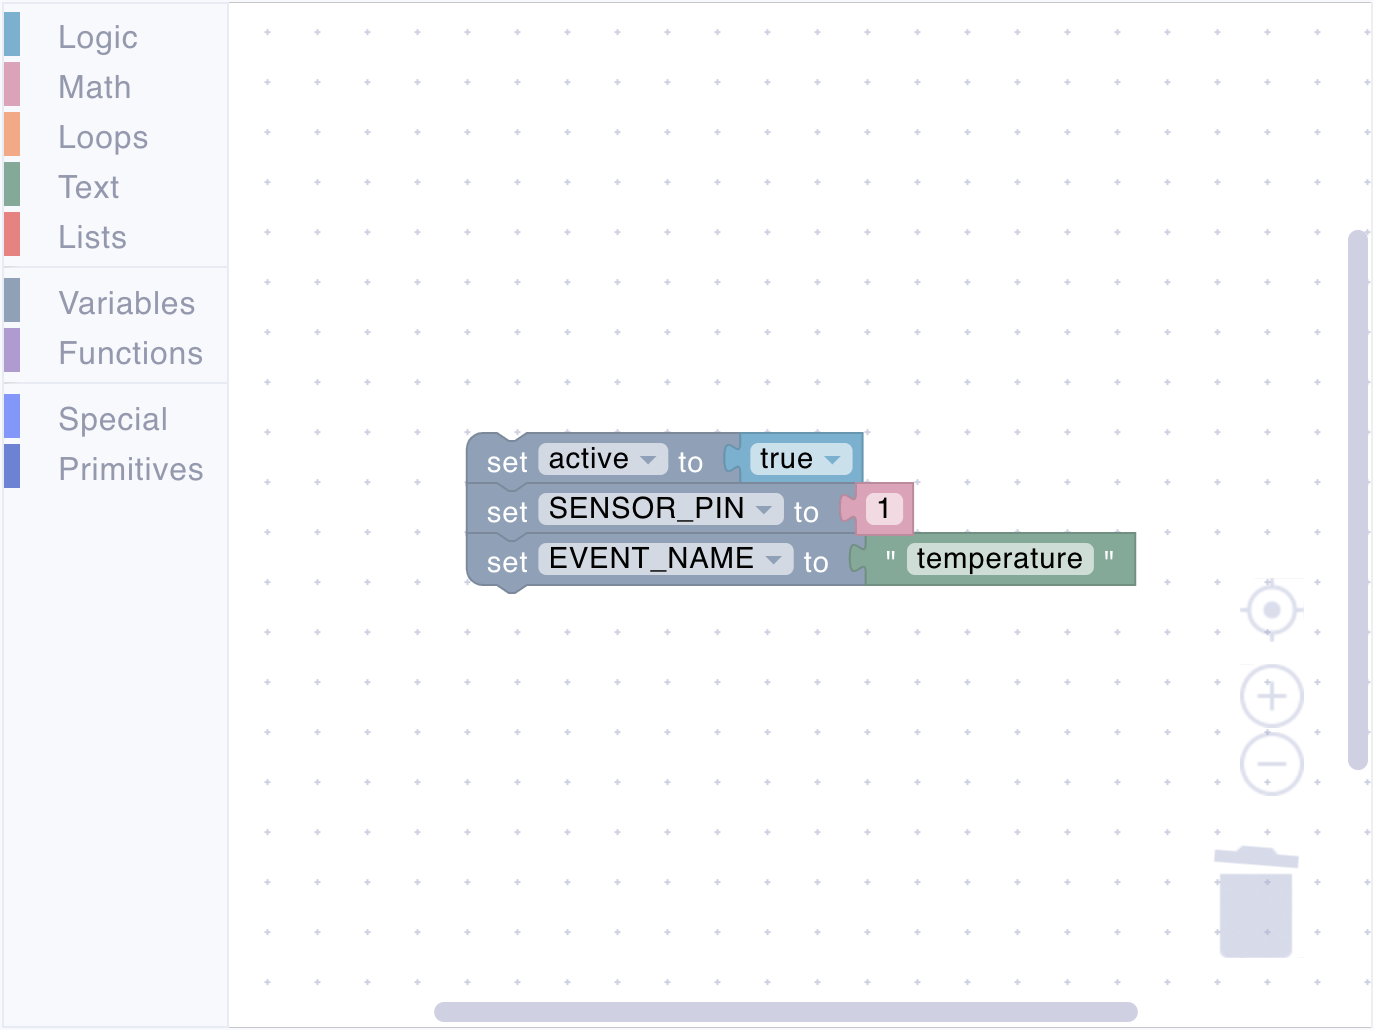 Logic
Math
Loops
Text
Lists
Variables
Functions
Special
Primitives
set active to true
set SENSOR_PIN to 1
set EVENT_NAME to " temperature "